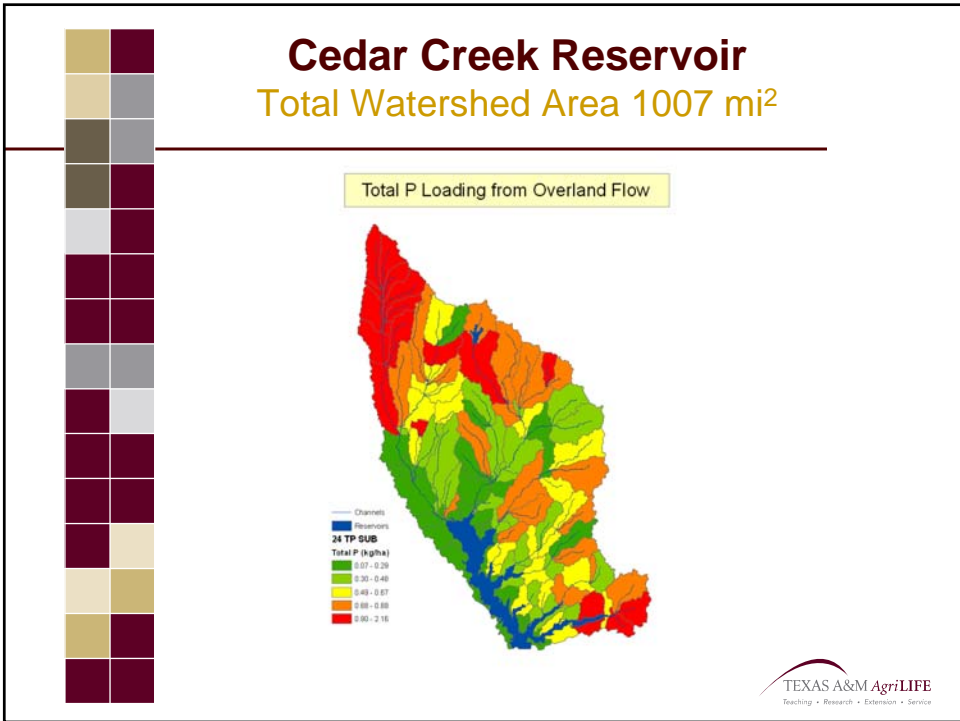 Cedar Creek Reservoir
Total Watershed Area 1007 mi²
Total P Loading from Overland Flow
Channels
Reservoirs
24 TP SUB
Total P (kg/ha)
0.07 - 0.29
0.30 - 0.48
0.49 - 0.67
0.68 - 0.88
0.90 - 2.16
TEXAS A&M AgriLIFE
Teaching • Research • Extension • Service